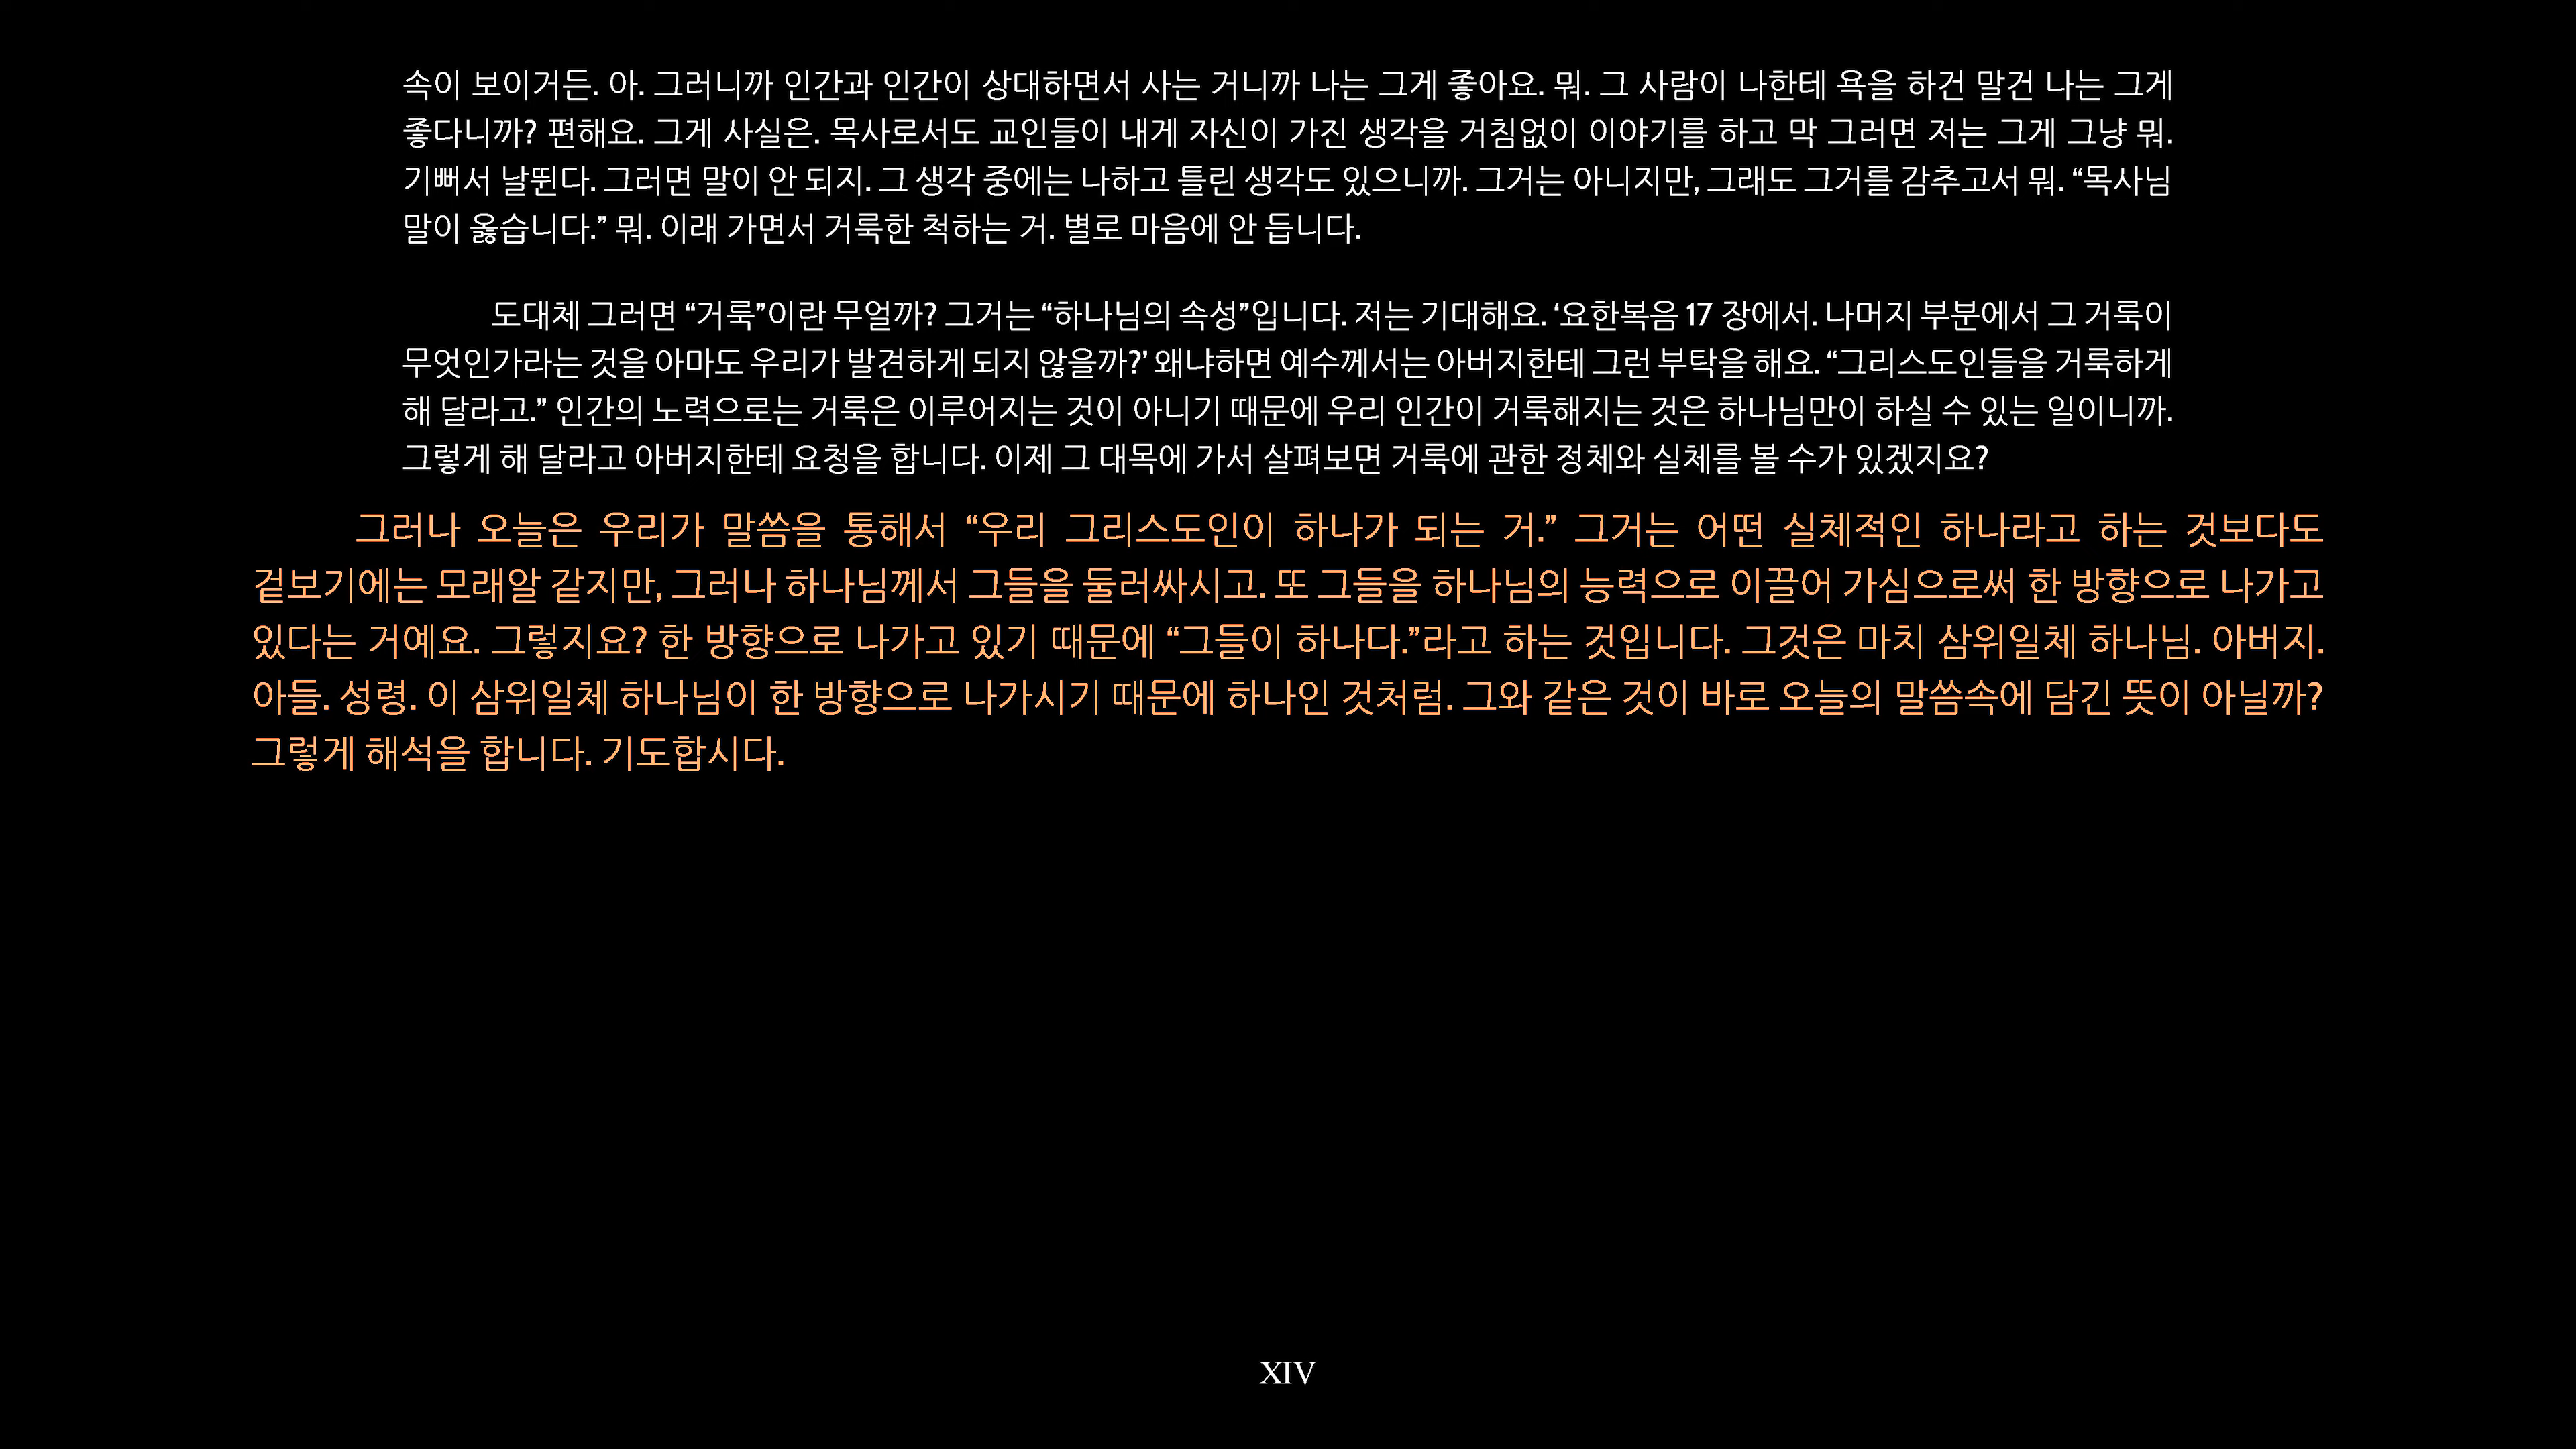 속이 보이거든. 아. 그러니까 인간과 인간이 상대하면서 사는 거니까 나는 그게 좋아요. 뭐. 그 사람이 나한테 욕을 하건 말건 나는 그게
좋다니까? 편해요. 그게 사실은. 목사로서도 교인들이 내게 자신이 가진 생각을 거침없이 이야기를 하고 막 그러면 저는 그게 그냥 뭐.
기뻐서 날뛴다. 그러면 말이 안 되지. 그 생각 중에는 나하고 틀린 생각도 있으니까. 그거는 아니지만, 그래도 그거를 감추고서 뭐. “목사님
말이 옳습니다.” 뭐. 이래 가면서 거룩한 척하는 거. 별로 마음에 안 듭니다.
도대체 그러면 “거룩”이란 무얼까? 그거는 “하나님의 속성”입니다. 저는 기대해요. ‘요한복음 17 장에서. 나머지 부분에서 그 거룩이
무엇인가라는 것을 아마도 우리가 발견하게 되지 않을까?’ 왜냐하면 예수께서는 아버지한테 그런 부탁을 해요. “그리스도인들을 거룩하게
해 달라고.” 인간의 노력으로는 거룩은 이루어지는 것이 아니기 때문에 우리 인간이 거룩해지는 것은 하나님만이 하실 수 있는 일이니까.
그렇게 해 달라고 아버지한테 요청을 합니다. 이제 그 대목에 가서 살펴보면 거룩에 관한 정체와 실체를 볼 수가 있겠지요?
그러나 오늘은 우리가 말씀을 통해서 “우리 그리스도인이 하나가 되는 거.” 그거는 어떤 실체적인 하나라고 하는 것보다도
겉보기에는 모래알 같지만, 그러나 하나님께서 그들을 둘러싸시고. 또 그들을 하나님의 능력으로 이끌어 가심으로써 한 방향으로 나가고
있다는 거예요. 그렇지요? 한 방향으로 나가고 있기 때문에 “그들이 하나다.”라고 하는 것입니다. 그것은 마치 삼위일체 하나님. 아버지.
아들. 성령. 이 삼위일체 하나님이 한 방향으로 나가시기 때문에 하나인 것처럼. 그와 같은 것이 바로 오늘의 말씀속에 담긴 뜻이 아닐까?
그렇게 해석을 합니다. 기도합시다.
XIV